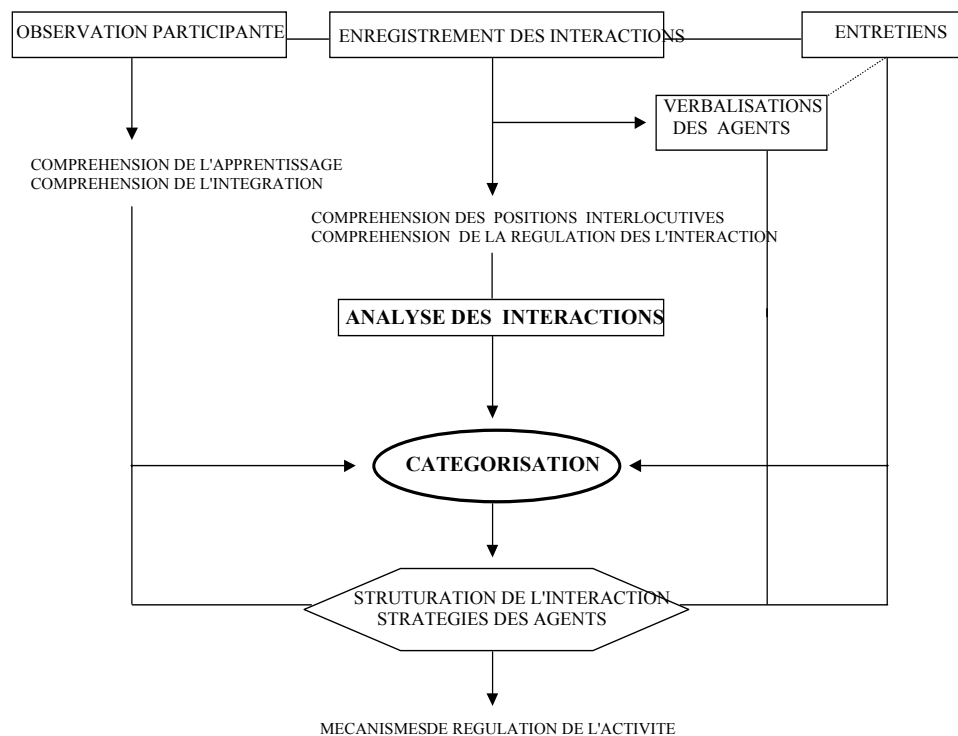 OBSERVATION PARTICIPANTE
ENREGISTREMENT DES INTERACTIONS
ENTRETIENS
VERBALISATIONS
DES AGENTS
COMPREHENSION DE L'APPRENTISSAGE
COMPREHENSION DE L'INTEGRATION
COMPREHENSION DES POSITIONS INTERLOCUTIVES
COMPREHENSION DE LA REGULATION DES L'INTERACTION
ANALYSE DES INTERACTIONS
CATEGORISATION
STRUTURATION DE L'INTERACTION
STRATEGIES DES AGENTS
MECANISMESDE REGULATION DE L'ACTIVITE